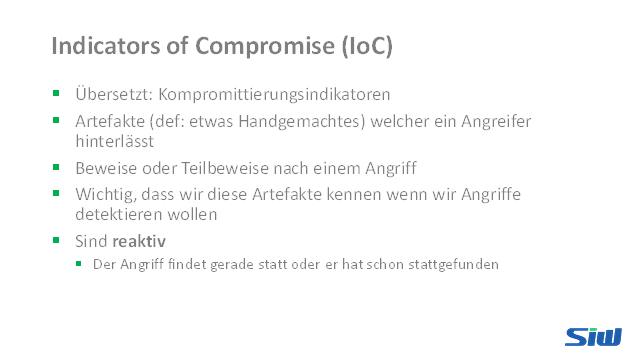 Indicators of Compromise (IoC)
Übersetzt: Kompromittierungsindikatoren
Artefakte (def: etwas Handgemachtes) welcher ein Angreifer
hinterlässt
Beweise oder Teilbeweise nach einem Angriff
Wichtig, dass wir diese Artefakte kennen wenn wir Angriffe
detektieren wollen
Sind reaktiv
Der Angriff findet gerade statt oder er hat schon stattgefunden
SiW